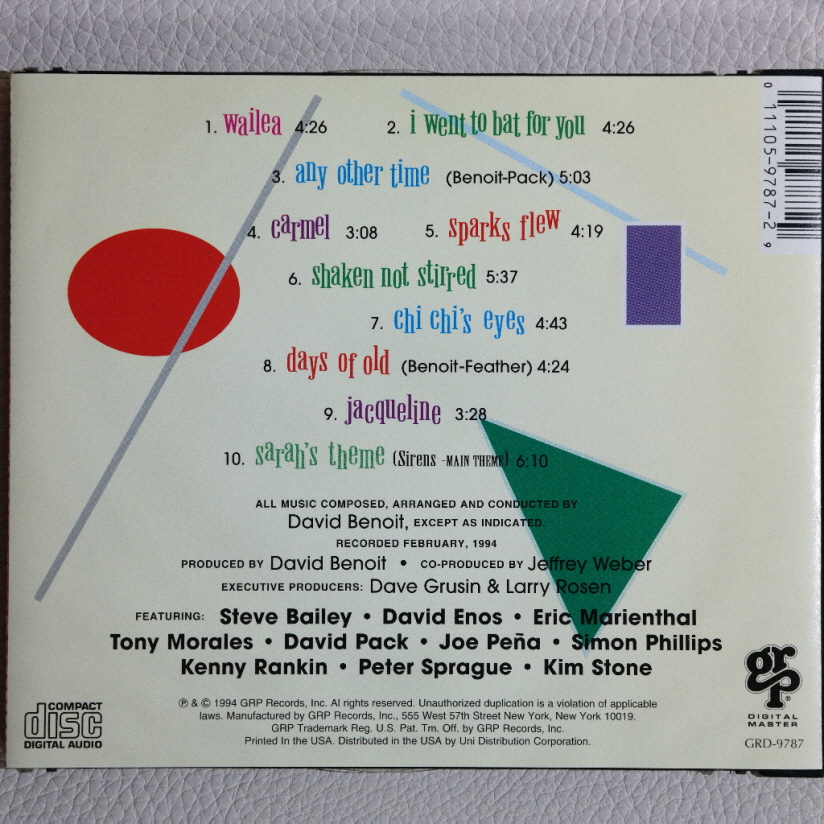 1. wailea 4:26 2. i went to bat for you 4:26
3. any other time (Benoit-Pack) 5:03
4. carmel 3:08 5. sparks flew 4:19
6. shaken not stirred 5:37
7. chi chi's eyes 4:43
8. days of old (Benoit-Feather) 4:24
9. jacqueline 3:28
10. sarah's theme (Sirens -MAIN THEME) 6:10
ALL MUSIC COMPOSED, ARRANGED AND CONDUCTED BY
David Benoit, EXCEPT AS INDICATED.
RECORDED FEBRUARY, 1994
PRODUCED BY David Benoit • CO-PRODUCED BY Jeffrey Weber
EXECUTIVE PRODUCERS: Dave Grusin & Larry Rosen
FEATURING: Steve Bailey • David Enos • Eric Marienthal
Tony Morales • David Pack • Joe Peña • Simon Phillips
Kenny Rankin • Peter Sprague • Kim Stone
℗ & © 1994 GRP Records, Inc. Al rights reserved. Unauthorized duplication is a violation of applicable
laws. Manufactured by GRP Records, Inc., 555 West 57th Street New York, New York 10019.
GRP Trademark Reg. U.S. Pat. Tm. Off. by GRP Records, Inc.
Printed In the USA. Distributed in the USA by Uni Distribution Corporation.
COMPACT
disc
DIGITAL AUDIO
grp®
DIGITAL
MASTER
GRD-9787
0 11105-9787-2 9